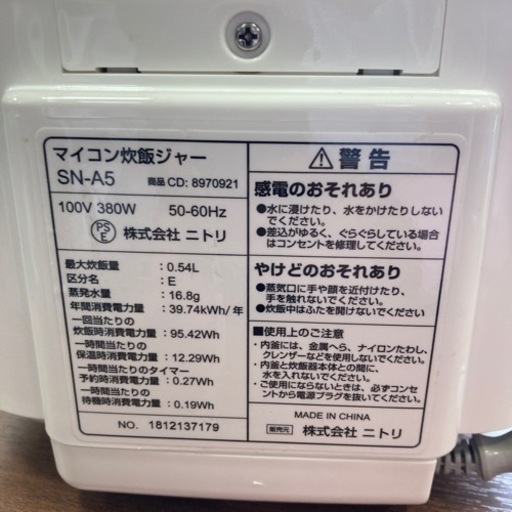 マイコン炊飯ジャー
SN-A5 商品CD: 8970921
100V 380W 50-60Hz
PS
E 株式会社 ニトリ
最大炊飯量 : 0.54L
区分名 : E
蒸発水量 : 16.8g
年間消費電力量 : 39.74kWh/年
一回当たりの
炊飯時消費電力量 : 95.42Wh
一時間当たりの
保温時消費電力量 : 12.29Wh
一時間当たりのタイマー
予約時消費電力量 : 0.27Wh
一時間当たりの
待機時消費電力量 : 0.19Wh
NO. 1812137179
警告
感電のおそれあり
●水に浸けたり、水をかけたりしない
でください。
●差込がゆるく、ぐらぐらしている場合
はコンセントを修理してください。
やけどのおそれあり
●蒸気口に手や顔を近付けたり、
手を触れないでください。
●炊飯中はふたを開けないでください
■使用上のご注意
・内釜には、金属へら、ナイロンたわし、
クレンザーなどを使用しないでください。
・内釜と炊飯器本体との間に、
水を入れないでください。
・ご使用にならないときは、必ずコンセ
ントから電源プラグを抜いてください。
MADE IN CHINA
販売元 株式会社 ニトリ